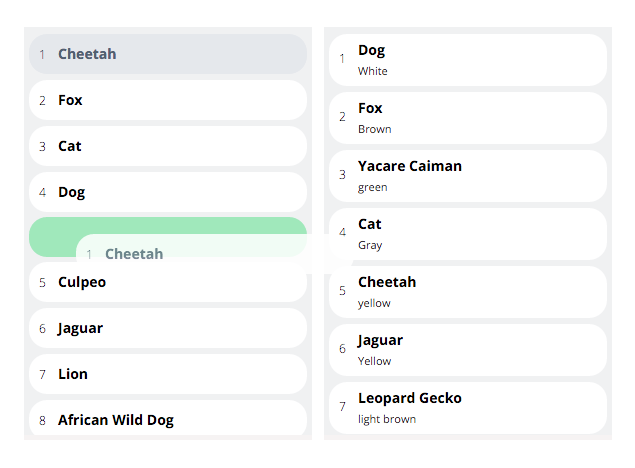 1 Cheetah
2 Fox
3 Cat
4 Dog
1 Cheetah
5 Culpeo
6 Jaguar
7 Lion
8 African Wild Dog
1 Dog
White
2 Fox
Brown
3 Yacare Caiman
green
4 Cat
Gray
5 Cheetah
yellow
6 Jaguar
Yellow
7 Leopard Gecko
light brown